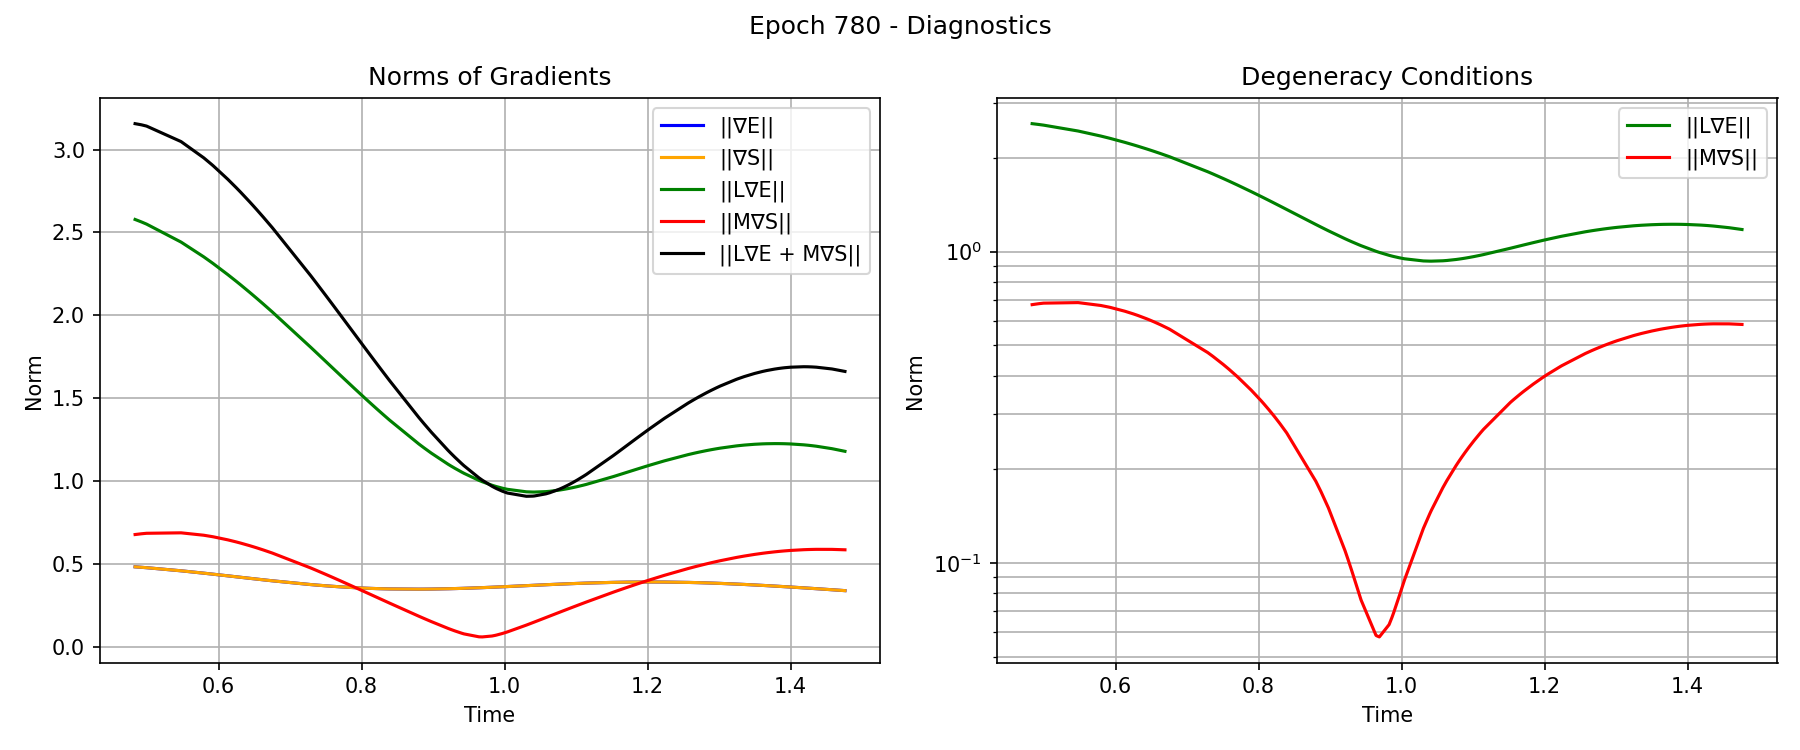 Epoch 780 - Diagnostics
Norms of Gradients
Norm
3.0
2.5
2.0
1.5
1.0
0.5
0.0
0.6
0.8
1.0
1.2
1.4
Time
||∇E||
||∇S||
||L∇E||
||M∇S||
||L∇E + M∇S||
Degeneracy Conditions
Norm
10⁰
10⁻¹
0.6
0.8
1.0
1.2
1.4
Time
||L∇E||
||M∇S||